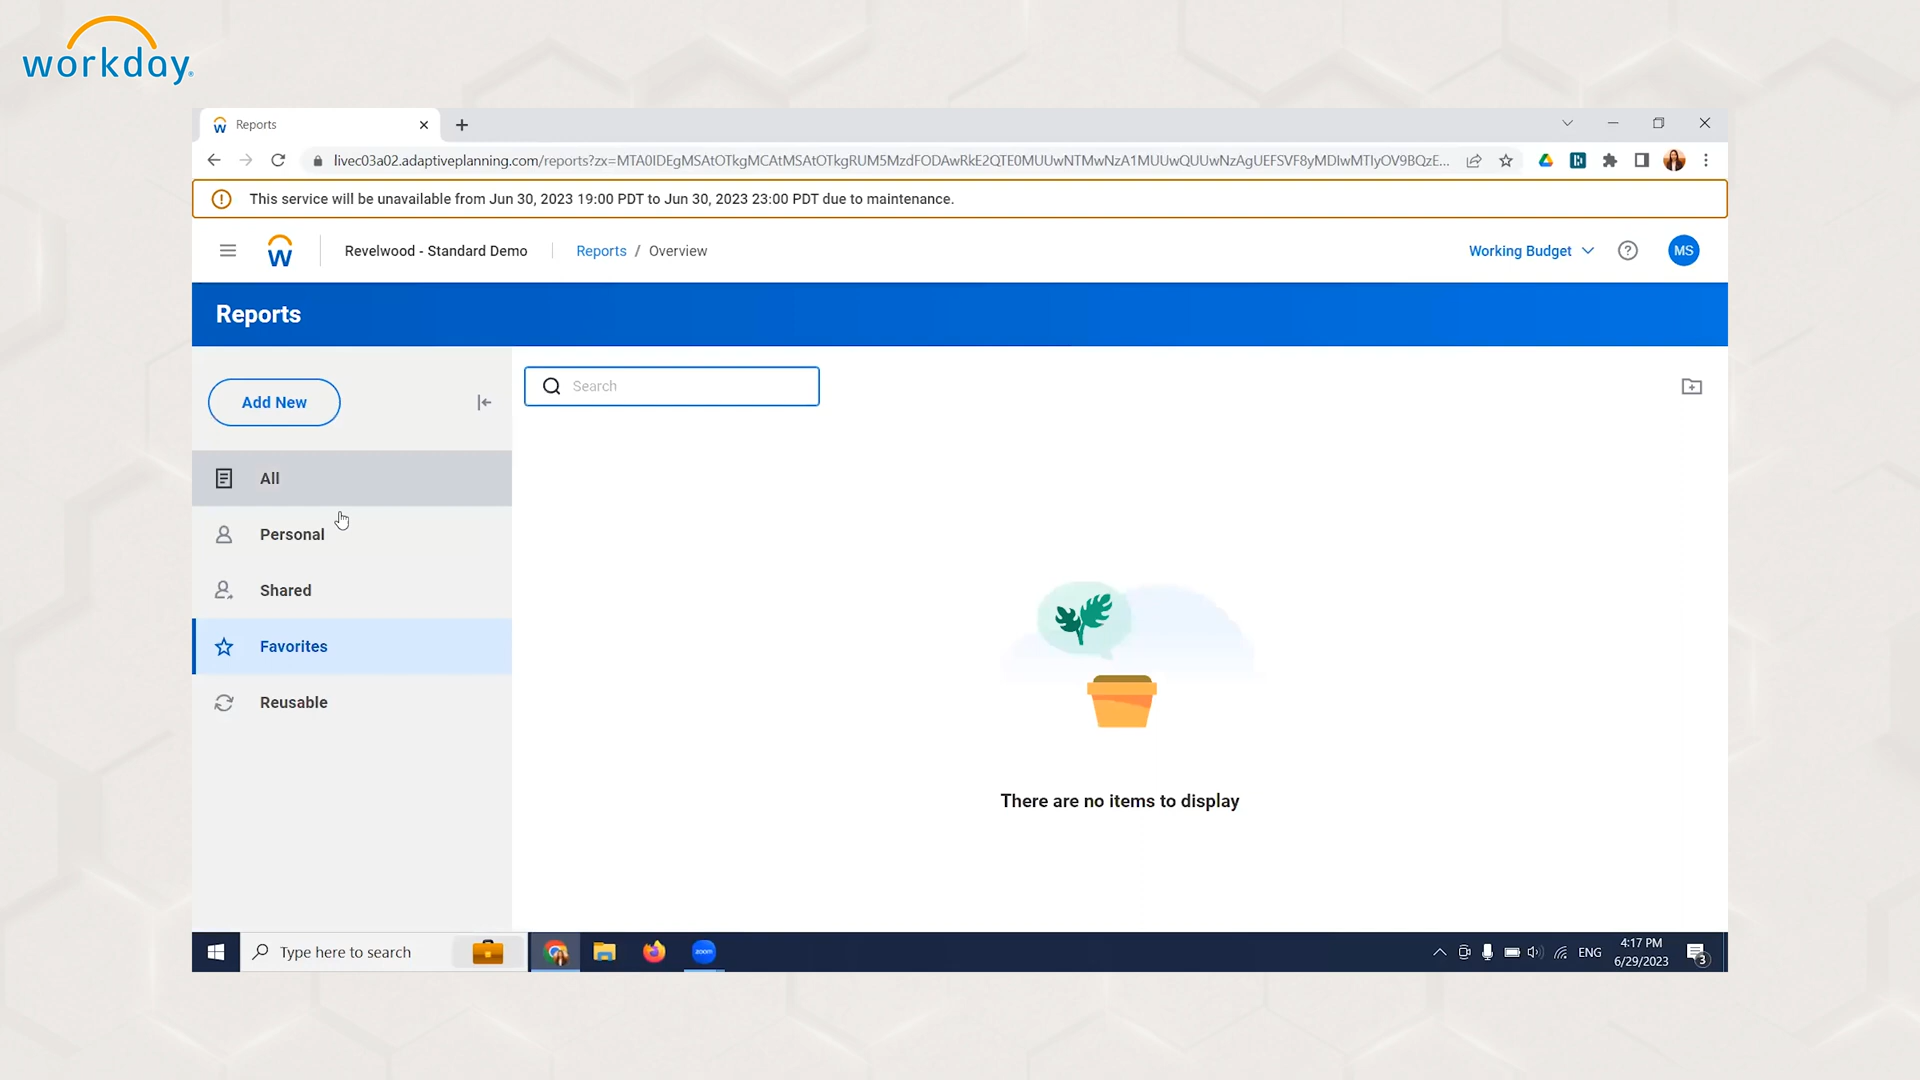 workday.
Reports
livec03a02.adaptiveplanning.com/reports?zx=MTA0IDEgMSAtOTkgMCAtMSAtOTkgRUM5MzdFODAwRkE2QTE0MUUwNTMwNzA1MUUwQUUwNzAgUEFSVF8yMDIwMTIyOV9BQzE...
This service will be unavailable from Jun 30, 2023 19:00 PDT to Jun 30, 2023 23:00 PDT due to maintenance.
Revelwood - Standard Demo Reports / Overview Working Budget MS
Reports
Add New
Search
All
Personal
Shared
Favorites
Reusable
There are no items to display
Type here to search
zoom
ENG
4:17 PM
6/29/2023
3